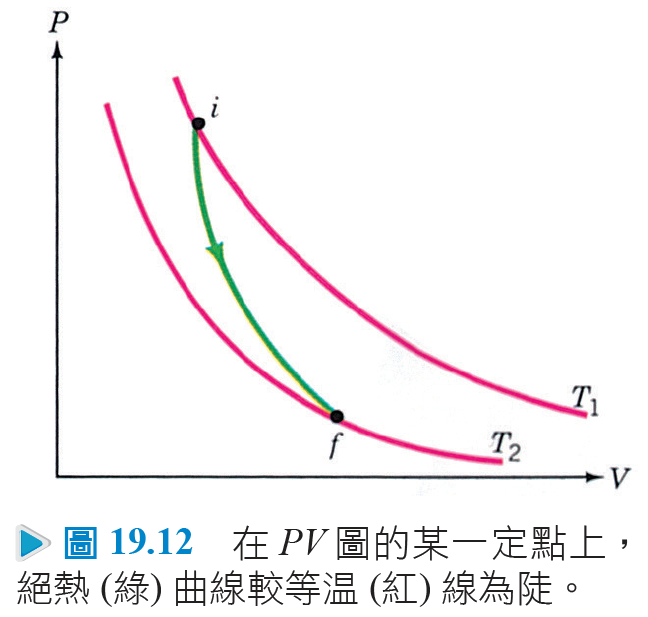 P
i
T₁
f
T₂
V
圖 19.12 在 PV 圖的某一定點上，
絕熱 (綠) 曲線較等温 (紅) 線為陡。